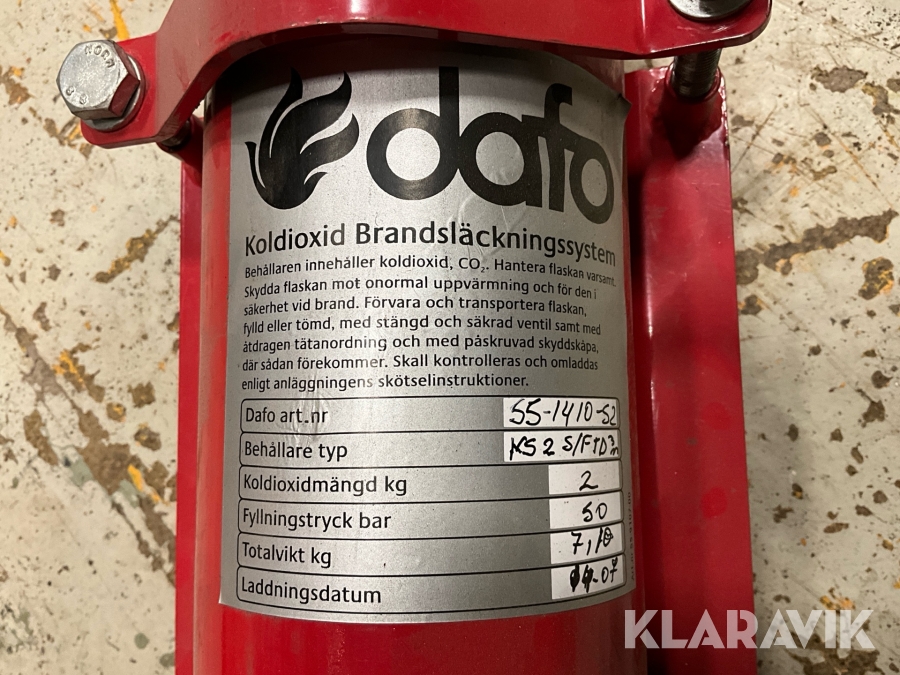 dafo
Koldioxid Brandsläckningssystem
Behållaren innehåller koldioxid, CO₂. Hantera flaskan varsamt.
Skydda flaskan mot onormal uppvärmning och för den i
säkerhet vid brand. Förvara och transportera flaskan,
fylld eller tömd, med stängd och säkrad ventil samt med
åtdragen tätanordning och med påskruvad skyddskåpa,
där sådan förekommer. Skall kontrolleras och omladdas
enligt anläggningens skötselinstruktioner.
Dafo art.nr 55-1410-52
Behållare typ KS 2
Koldioxidmängd kg 2
Fyllningstryck bar 50
Totalvikt kg
Laddningsdatum
KLARAVIK